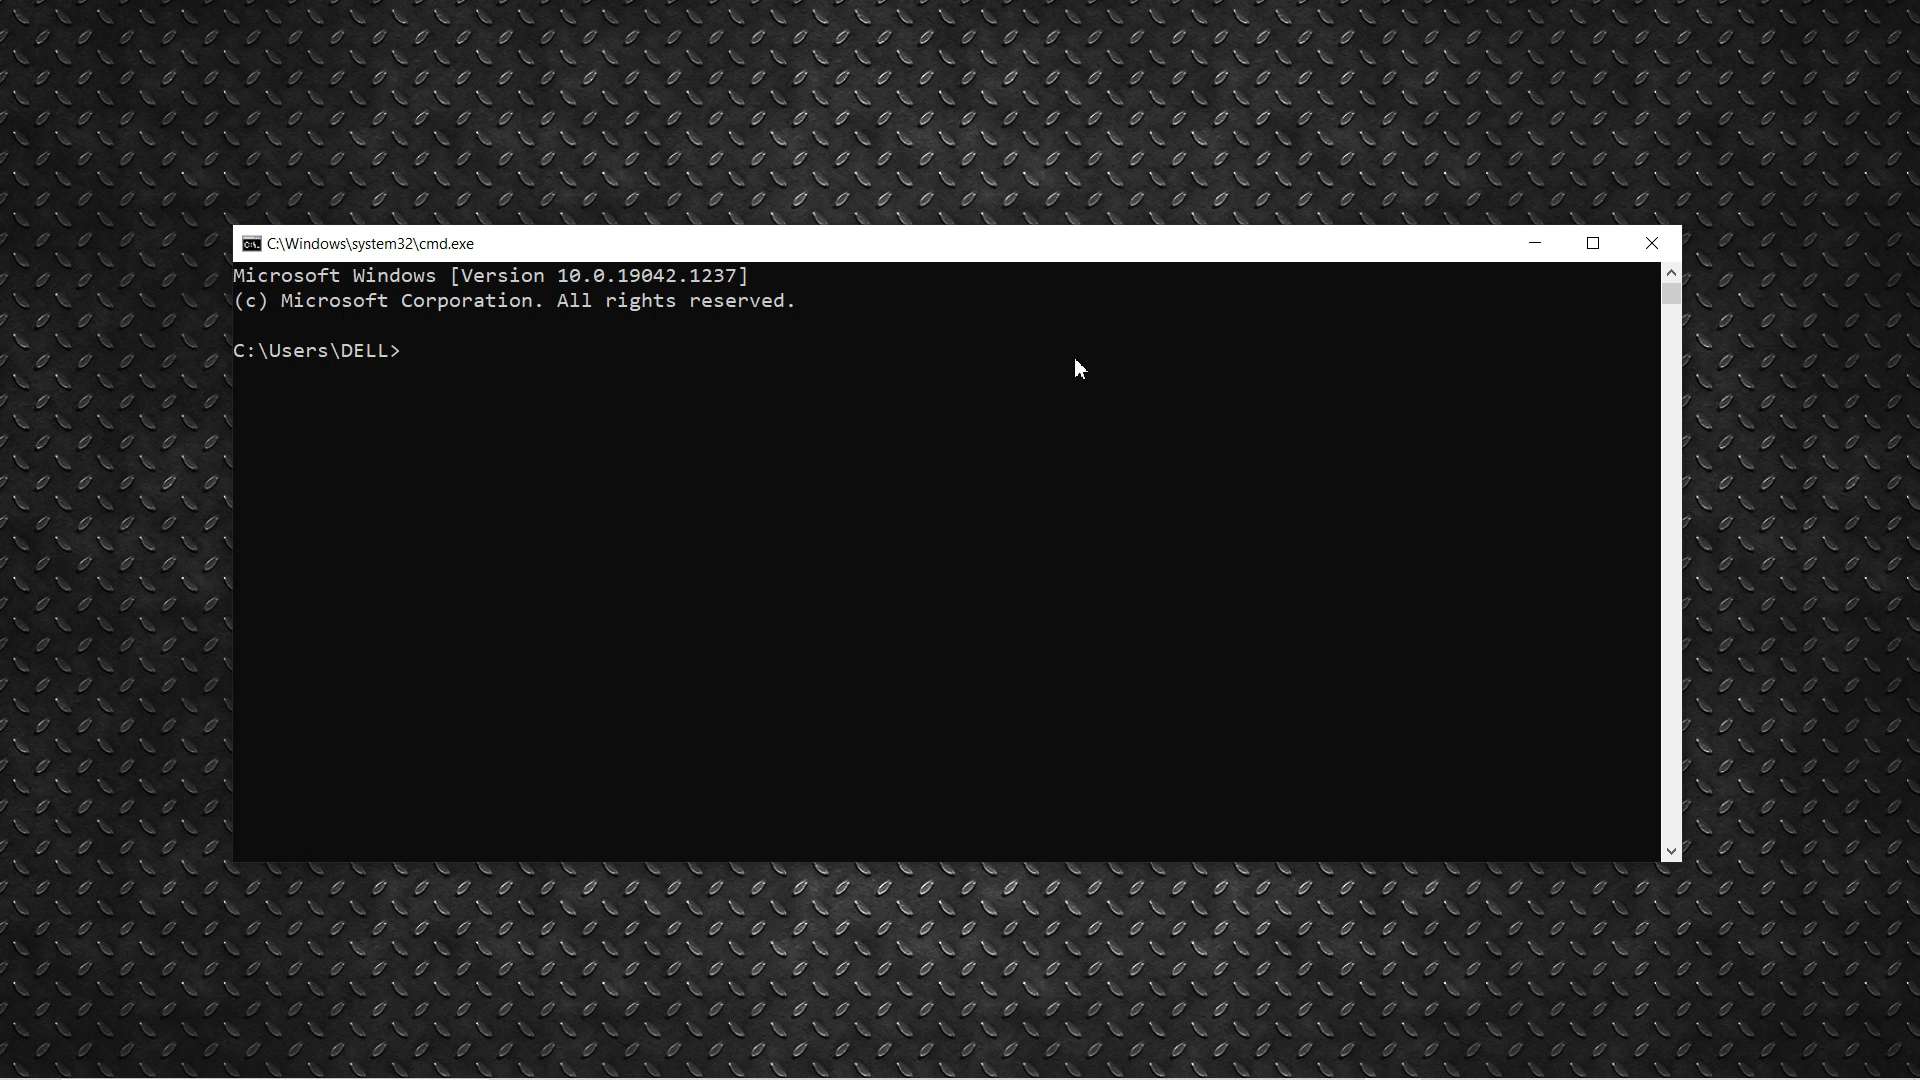 C:\Windows\system32\cmd.exe
Microsoft Windows [Version 10.0.19042.1237]
(c) Microsoft Corporation. All rights reserved.
C:\Users\DELL>